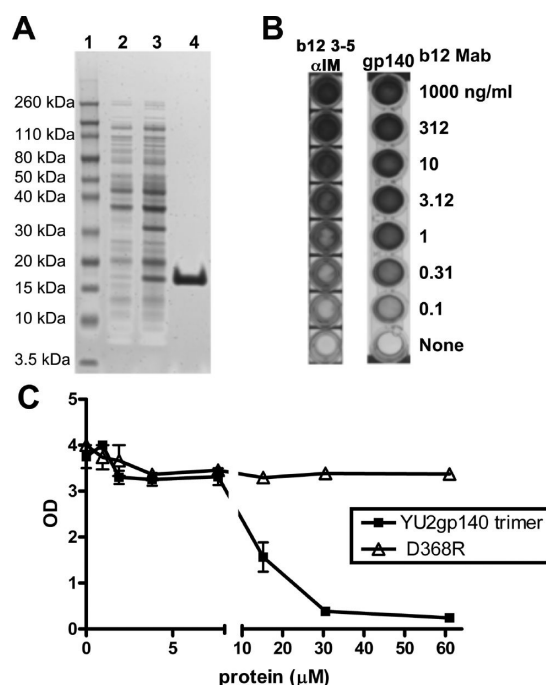 A
1 2 3 4
260 kDa
110 kDa
80 kDa
50 kDa
40 kDa
30 kDa
20 kDa
15 kDa
10 kDa
3.5 kDa
B
b12 3-5
αIM
gp140
b12 Mab
1000 ng/ml
312
10
3.12
1
0.31
0.1
None
C
5
4
3
2
1
0
OD
0 5 10 20 30 40 50 60
protein (µM)
YU2gp140 trimer
D368R